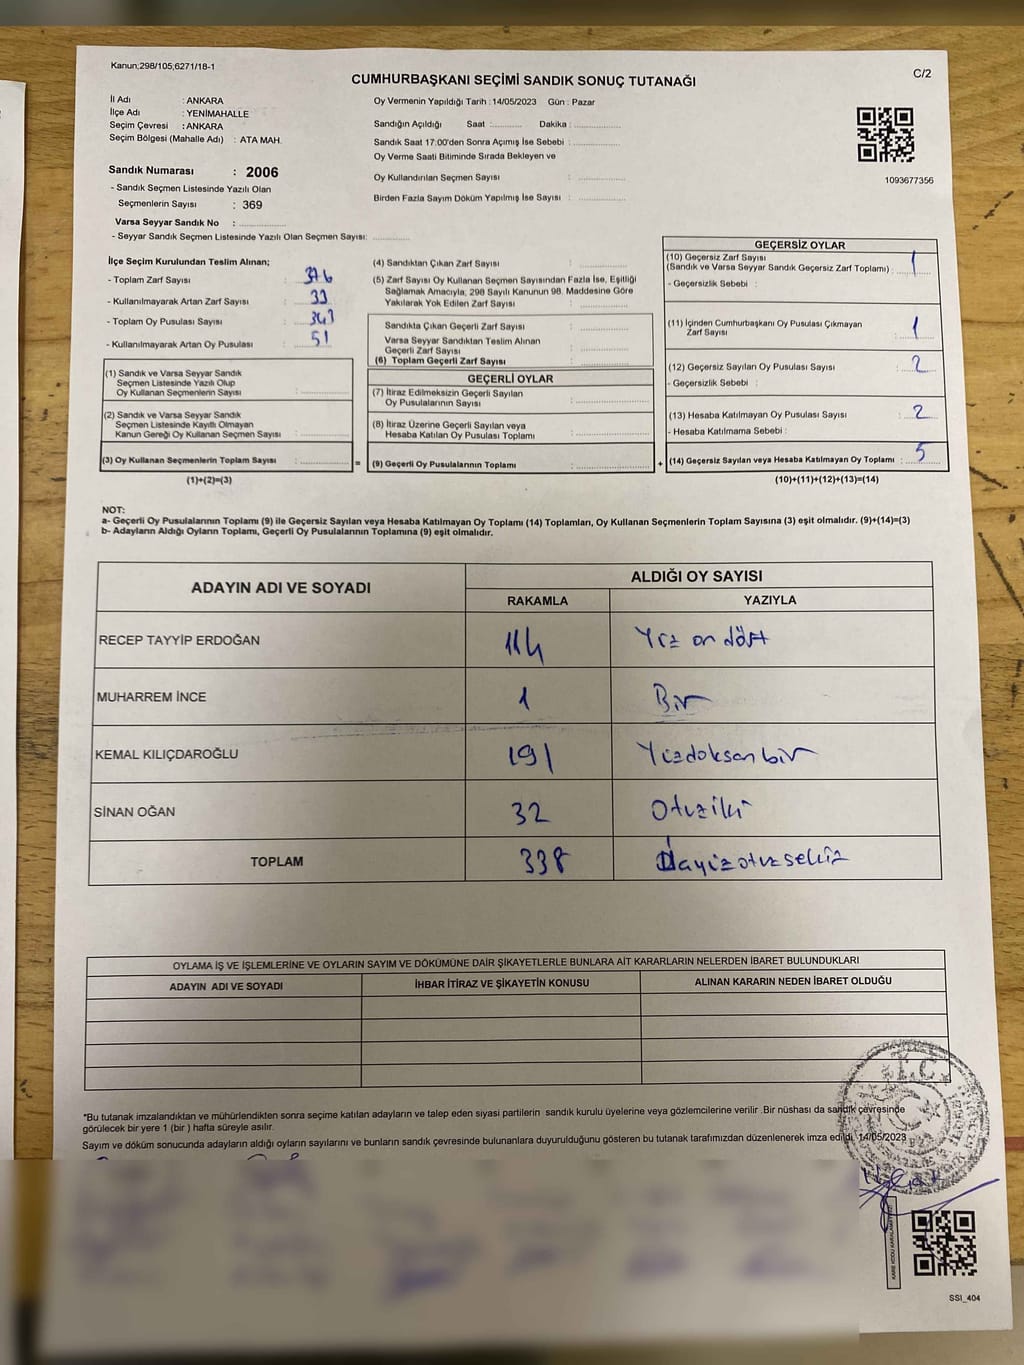 Kanun;298/105,6271/18-1
C/2
CUMHURBAŞKANI SEÇİMİ SANDIK SONUÇ TUTANAĞI
İl Adı : ANKARA
İlçe Adı : YENİMAHALLE
Seçim Çevresi : ANKARA
Seçim Bölgesi (Mahalle Adı) : ATA MAH.
Sandık Numarası : 2006
- Sandık Seçmen Listesinde Yazılı Olan
Seçmenlerin Sayısı : 369
Varsa Seyyar Sandık No :
- Seyyar Sandık Seçmen Listesinde Yazılı Olan Seçmen Sayısı:
Oy Vermenin Yapıldığı Tarih :14/05/2023 Gün : Pazar
Sandığın Açıldığı Saat : Dakika :
Sandık Saat 17:00'den Sonra Açımış İse Sebebi :
Oy Verme Saati Bitiminde Sırada Bekleyen ve
Oy Kullandırılan Seçmen Sayısı :
Birden Fazla Sayım Döküm Yapılmış İse Sayısı :
1093677356
İlçe Seçim Kurulundan Teslim Alınan;
- Toplam Zarf Sayısı : 376
- Kullanılmayarak Artan Zarf Sayısı : 33
- Toplam Oy Pusulası Sayısı :
- Kullanılmayarak Artan Oy Pusulası : 51
(1) Sandık ve Varsa Seyyar Sandık
Seçmen Listesinde Yazılı Olup
Oy Kullanan Seçmenlerin Sayısı :
(2) Sandık ve Varsa Seyyar Sandık
Seçmen Listesinde Kayıtlı Olmayan
Kanun Gereği Oy Kullanan Seçmen Sayısı :
(3) Oy Kullanan Seçmenlerin Toplam Sayısı : =
(1)+(2)=(3)
(4) Sandıktan Çıkan Zarf Sayısı :
(5) Zarf Sayısı Oy Kullanan Seçmen Sayısından Fazla İse, Eşitliği
Sağlamak Amacıyla; 298 Sayılı Kanunun 98. Maddesine Göre
Yakılarak Yok Edilen Zarf Sayısı :
Sandıkta Çıkan Geçerli Zarf Sayısı :
Varsa Seyyar Sandıktan Teslim Alınan
Geçerli Zarf Sayısı :
(6) Toplam Geçerli Zarf Sayısı :
GEÇERLİ OYLAR
(7) İtiraz Edilmeksizin Geçerli Sayılan
Oy Pusulalarının Sayısı :
(8) İtiraz Üzerine Geçerli Sayılan veya
Hesaba Katılan Oy Pusulası Toplamı :
(9) Geçerli Oy Pusulalarının Toplamı : +
GEÇERSİZ OYLAR
(10) Geçersiz Zarf Sayısı
(Sandık ve Varsa Seyyar Sandık Geçersiz Zarf Toplamı) : 1
- Geçersizlik Sebebi :
(11) İçinden Cumhurbaşkanı Oy Pusulası Çıkmayan
Zarf Sayısı : 1
(12) Geçersiz Sayılan Oy Pusulası Sayısı : 2
- Geçersizlik Sebebi :
(13) Hesaba Katılmayan Oy Pusulası Sayısı : 2
- Hesaba Katılmama Sebebi :
(14) Geçersiz Sayılan veya Hesaba Katılmayan Oy Toplamı : 5
(10)+(11)+(12)+(13)=(14)
NOT:
a- Geçerli Oy Pusulalarının Toplamı (9) ile Geçersiz Sayılan veya Hesaba Katılmayan Oy Toplamı (14) Toplamları, Oy Kullanan Seçmenlerin Toplam Sayısına (3) eşit olmalıdır. (9)+(14)=(3)
b- Adayların Aldığı Oyların Toplamı, Geçerli Oy Pusulalarının Toplamına (9) eşit olmalıdır.
ADAYIN ADI VE SOYADI
ALDIĞI OY SAYISI
RAKAMLA YAZIYLA
RECEP TAYYİP ERDOĞAN 114 Yüz on dört
MUHARREM İNCE 1 Bir
KEMAL KILIÇDAROĞLU 191 Yüzdoksan bir
SİNAN OĞAN 32 Otuziki
TOPLAM 338 otuzsekiz
OYLAMA İŞ VE İŞLEMLERİNE VE OYLARIN SAYIM VE DÖKÜMÜNE DAİR ŞİKAYETLERLE BUNLARA AİT KARARLARIN NELERDEN İBARET BULUNDUKLARI
ADAYIN ADI VE SOYADI İHBAR İTİRAZ VE ŞİKAYETİN KONUSU ALINAN KARARIN NEDEN İBARET OLDUĞU
T.C.
*Bu tutanak imzalandıktan ve mühürlendikten sonra seçime katılan adayların ve talep eden siyasi partilerin sandık kurulu üyelerine veya gözlemcilerine verilir .Bir nüshası da sandık çevresinde
görülecek bir yere 1 (bir ) hafta süreyle asılır.
Sayım ve döküm sonucunda adayların aldığı oyların sayılarını ve bunların sandık çevresinde bulunanlara duyurulduğunu gösteren bu tutanak tarafımızdan düzenlenerek imza edildi. 14/05/2023
SSI_404